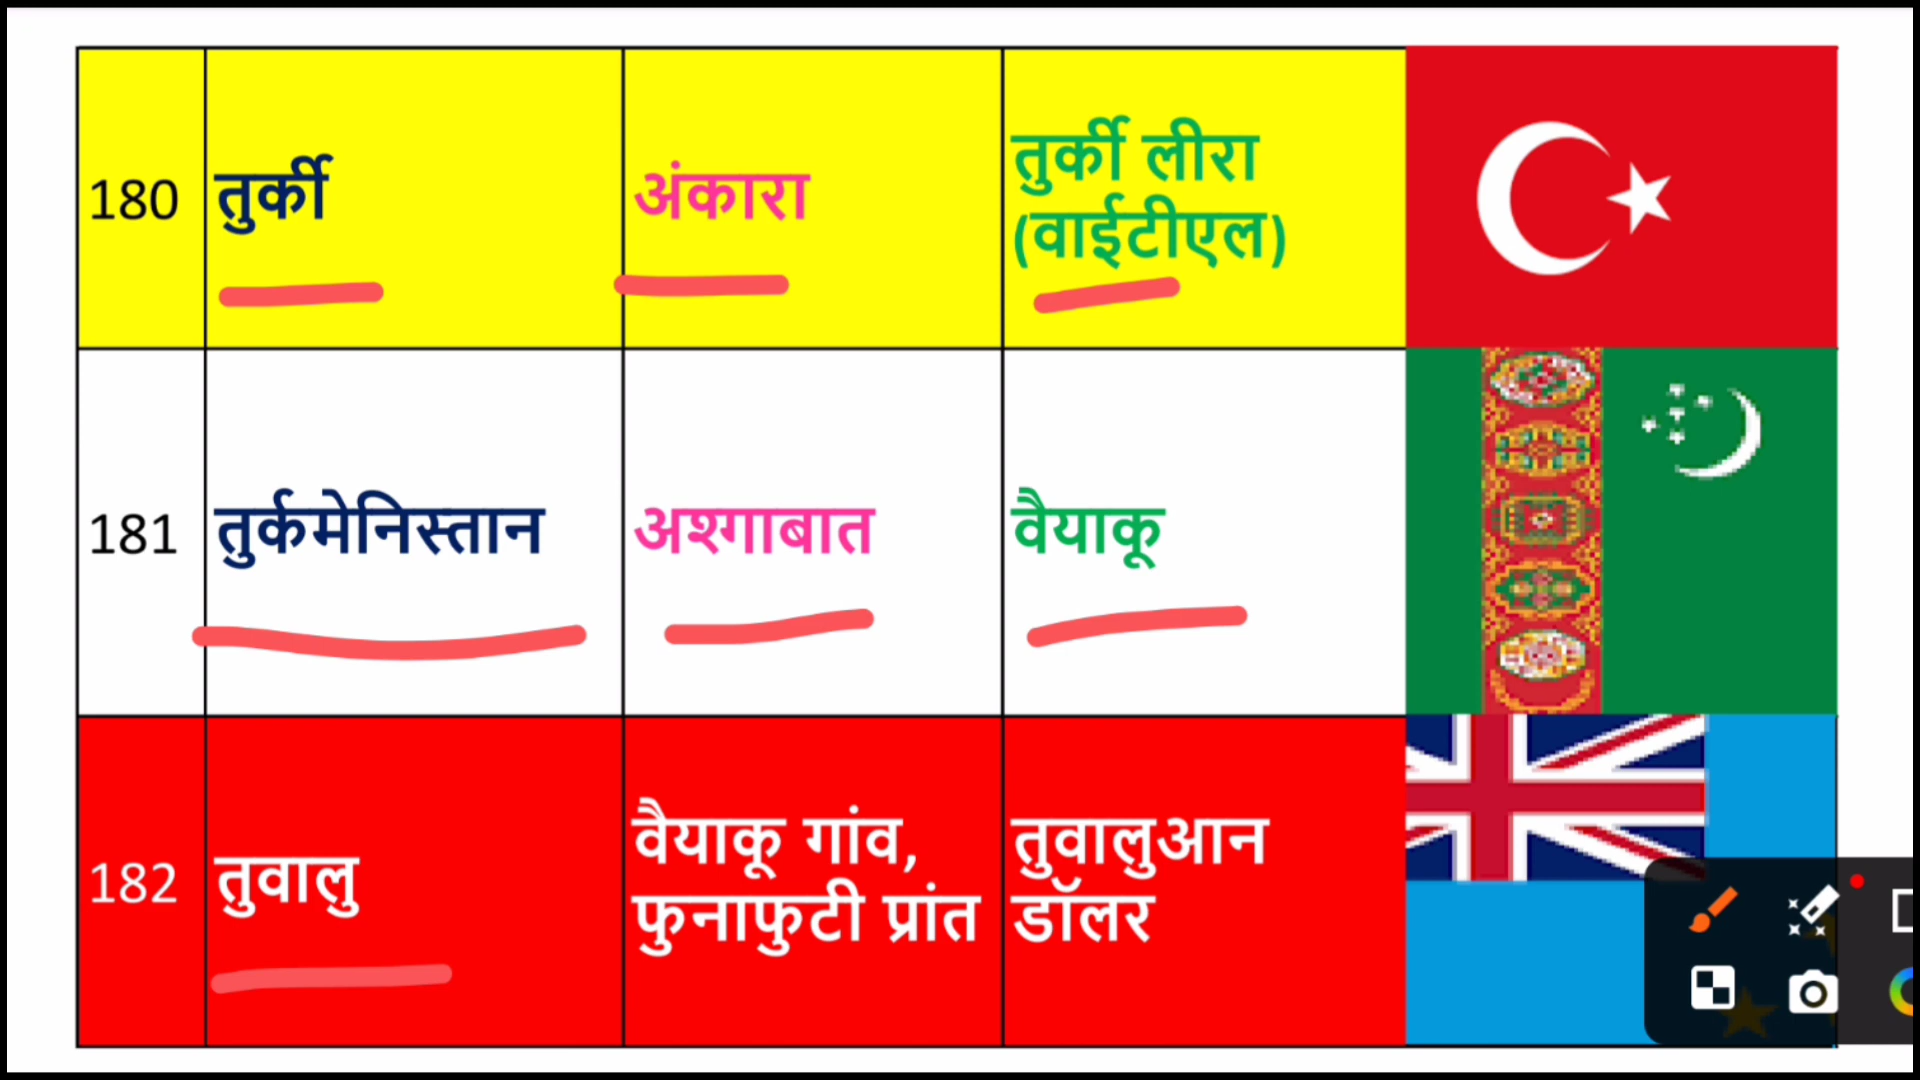 180
तुर्की
अंकारा
तुर्की लीरा
(वाईटीएल)
181
तुर्कमेनिस्तान
अश्गाबात
वैयाकू
182
तुवालु
वैयाकू गांव,
फुनाफुटी प्रांत
तुवालुआन
डॉलर